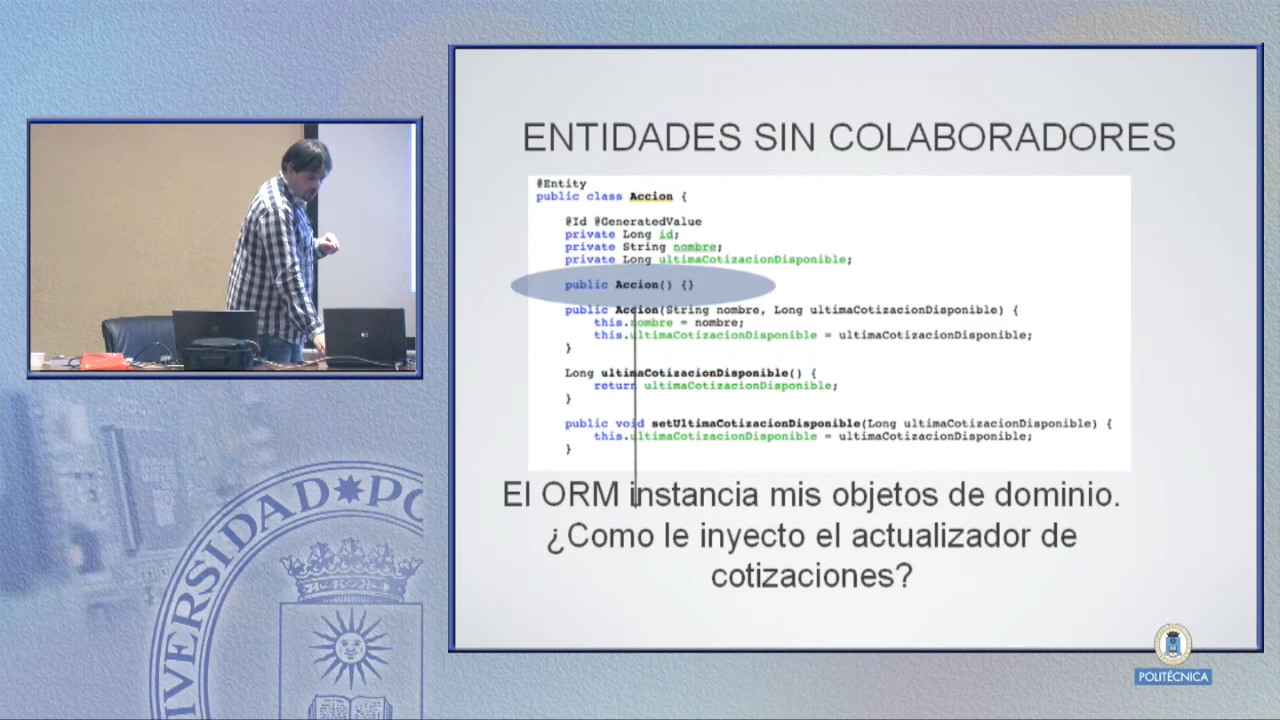 ENTIDADES SIN COLABORADORES
@Entity
public class Accion {
@Id @GeneratedValue
private Long id;
private String nombre;
private Long ultimaCotizacionDisponible;
public Accion() {}
public Accion(String nombre, Long ultimaCotizacionDisponible) {
this.nombre = nombre;
this.ultimaCotizacionDisponible = ultimaCotizacionDisponible;
}
Long ultimaCotizacionDisponible() {
return ultimaCotizacionDisponible;
}
public void setUltimaCotizacionDisponible(Long ultimaCotizacionDisponible) {
this.ultimaCotizacionDisponible = ultimaCotizacionDisponible;
}
El ORM instancia mis objetos de dominio.
¿Como le inyecto el actualizador de
cotizaciones?
POLITÉCNICA
IVERSIDAD PO